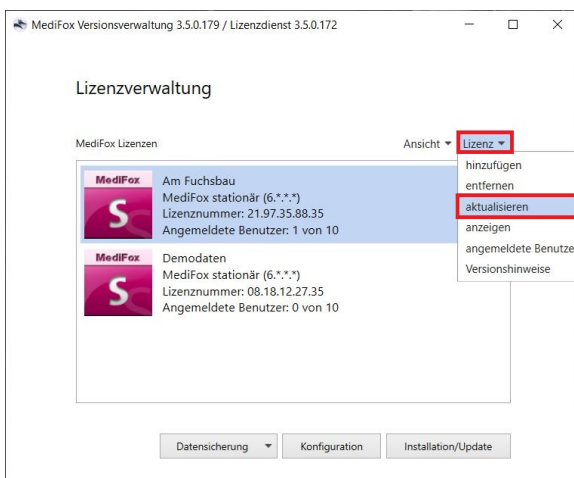 MediFox Versionsverwaltung 3.5.0.179 / Lizenzdienst 3.5.0.172
Lizenzverwaltung
MediFox Lizenzen
Ansicht
Lizenz
hinzufügen
entfernen
aktualisieren
anzeigen
angemeldete Benutze
Versionshinweise
MediFox
S
Am Fuchsbau
MediFox stationär (6.*.*.*)
Lizenznummer: 21.97.35.88.35
Angemeldete Benutzer: 1 von 10
MediFox
S
Demodaten
MediFox stationär (6.*.*.*)
Lizenznummer: 08.18.12.27.35
Angemeldete Benutzer: 0 von 10
Datensicherung
Konfiguration
Installation/Update